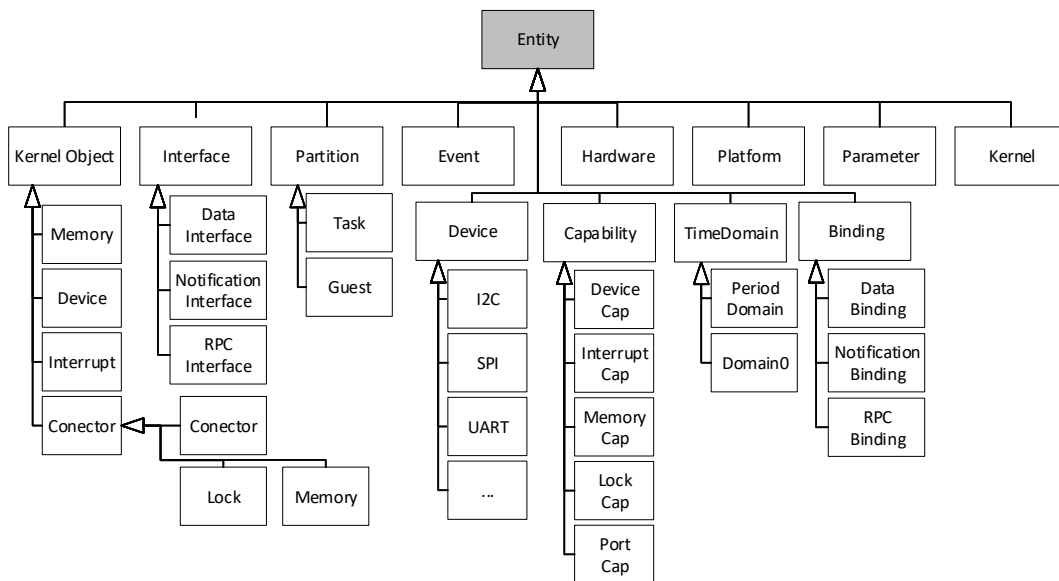 Entity
Kernel Object
Interface
Partition
Event
Hardware
Platform
Parameter
Kernel
Memory
Device
Interrupt
Conector
Conector
Lock
Memory
Data
Interface
Notification
Interface
RPC
Interface
Task
Guest
Device
I2C
SPI
UART
...
Capability
Device
Cap
Interrupt
Cap
Memory
Cap
Lock
Cap
Port
Cap
TimeDomain
Period
Domain
Domain0
Binding
Data
Binding
Notification
Binding
RPC
Binding